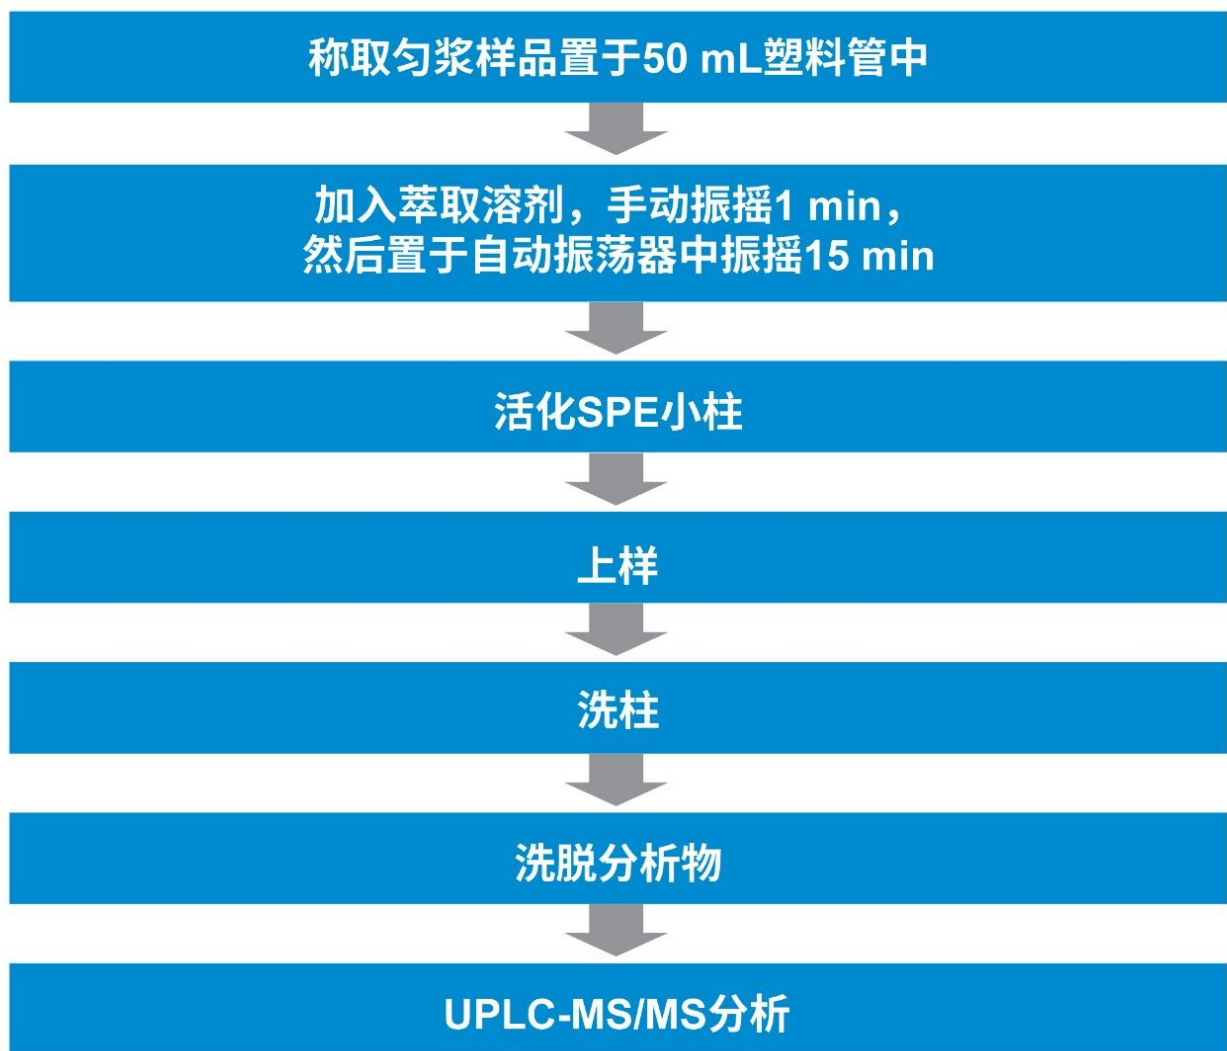 称取匀浆样品置于50 mL塑料管中
加入萃取溶剂，手动振摇1 min，
然后置于自动振荡器中振摇15 min
活化SPE小柱
上样
洗柱
洗脱分析物
UPLC-MS/MS分析